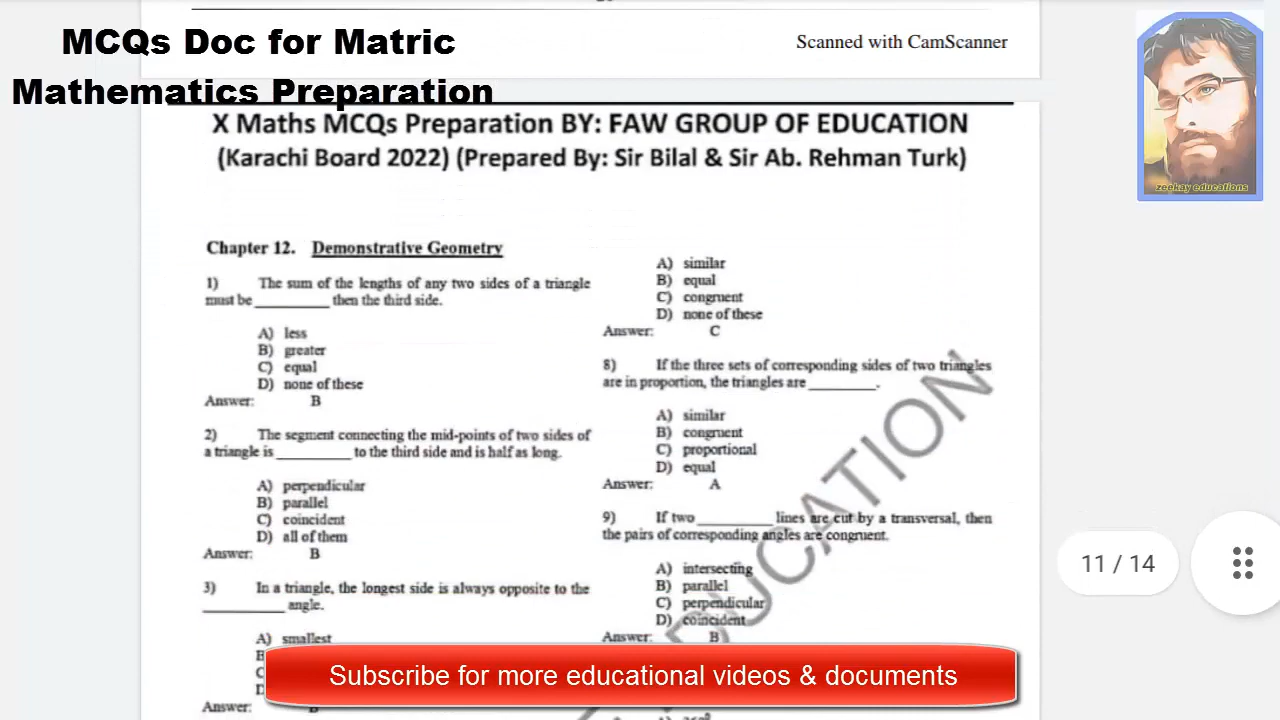 MCQs Doc for Matric
Mathematics Preparation
Scanned with CamScanner
zeekay educations
X Maths MCQs Preparation BY: FAW GROUP OF EDUCATION
(Karachi Board 2022) (Prepared By: Sir Bilal & Sir Ab. Rehman Turk)
Chapter 12. Demonstrative Geometry
1) The sum of the lengths of any two sides of a triangle
must be __________ then the third side.
A) less
B) greater
C) equal
D) none of these
Answer: B
2) The segment connecting the mid-points of two sides of
a triangle is __________ to the third side and is half as long.
A) perpendicular
B) parallel
C) coincident
D) all of them
Answer: B
3) In a triangle, the longest side is always opposite to the
___________ angle.
A) smallest
Answer:
A) similar
B) equal
C) congruent
D) none of these
Answer: C
8) If the three sets of corresponding sides of two triangles
are in proportion, the triangles are _________.
A) similar
B) congruent
C) proportional
D) equal
Answer: A
9) If two __________ lines are cut by a transversal, then
the pairs of corresponding angles are congruent.
A) intersecting
B) parallel
C) perpendicular
D) coincident
Answer: B
EDUCATION
11 / 14
Subscribe for more educational videos & documents